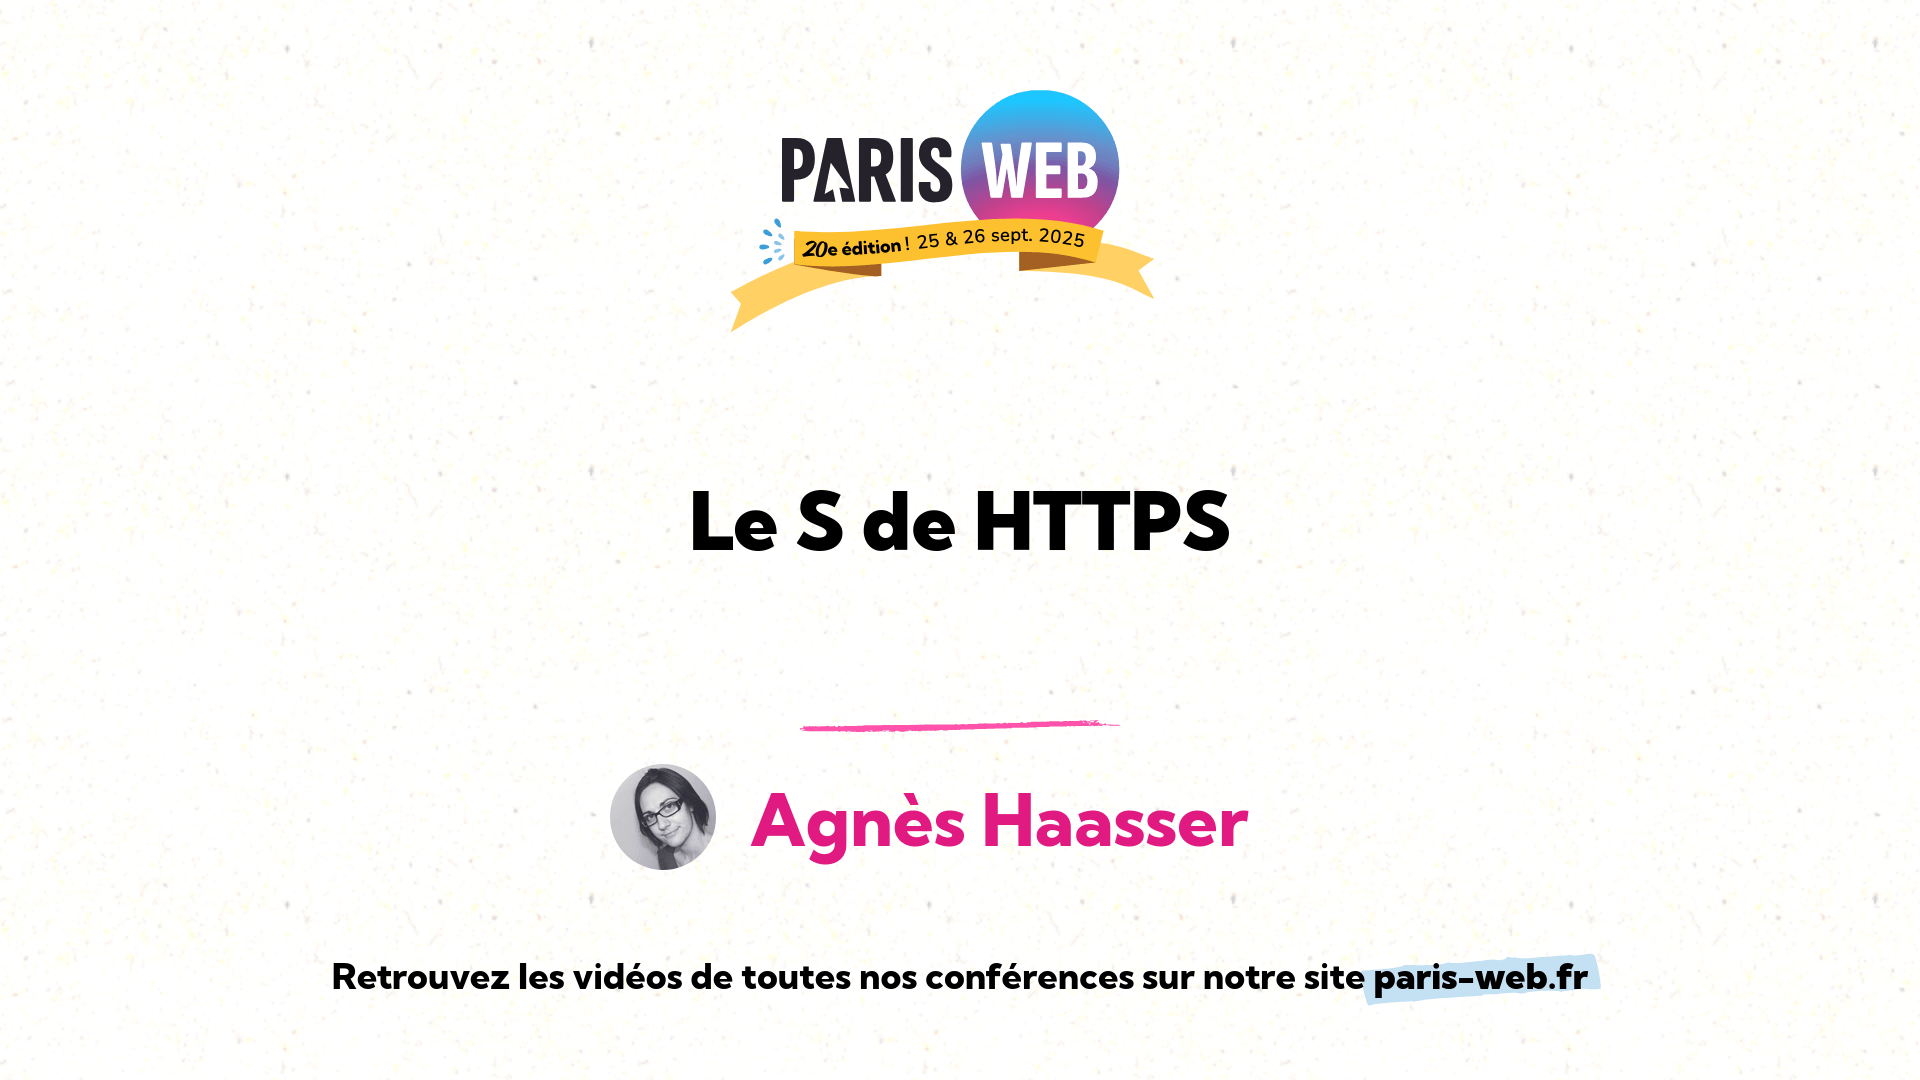 PARIS WEB
20e édition ! 25 & 26 sept. 2025
Le S de HTTPS
Agnès Haasser
Retrouvez les vidéos de toutes nos conférences sur notre site paris-web.fr